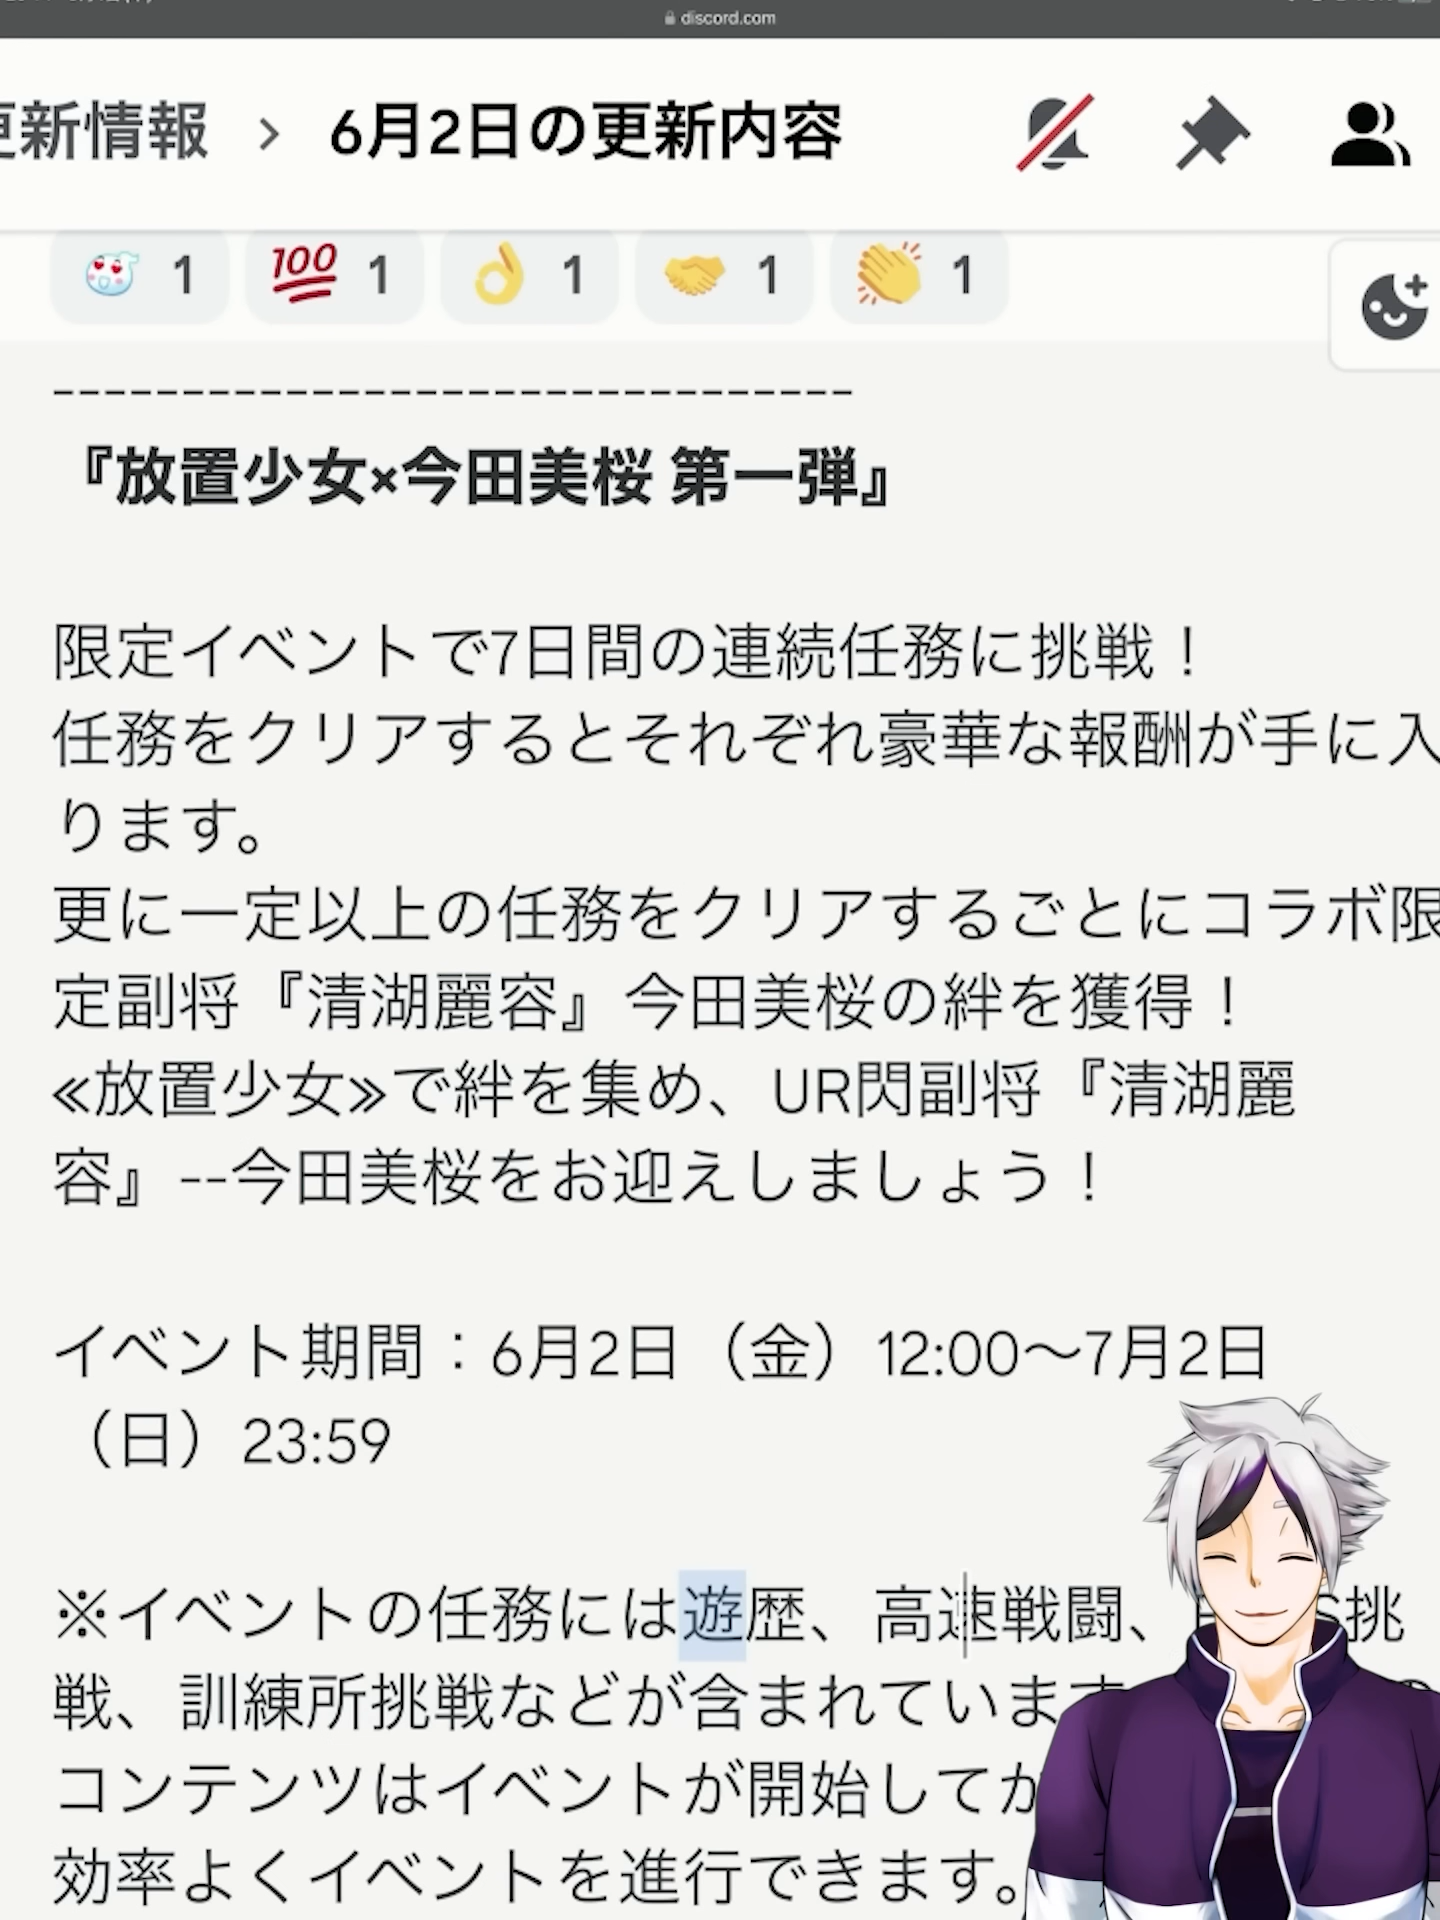 discord.com
新情報 › 6月2日の更新内容
1 100 1 1 1 1
-------------------------------
『放置少女×今田美桜 第一弾』
限定イベントで7日間の連続任務に挑戦！
任務をクリアするとそれぞれ豪華な報酬が手に入
ります。
更に一定以上の任務をクリアするごとにコラボ限
定副将『清湖麗容』今田美桜の絆を獲得！
≪放置少女≫で絆を集め、UR閃副将『清湖麗
容』--今田美桜をお迎えしましょう！
イベント期間：6月2日（金）12:00〜7月2日
（日）23:59
※イベントの任務には遊歴、高速戦闘、挑
戦、訓練所挑戦などが含まれていま
コンテンツはイベントが開始して
効率よくイベントを進行できます。